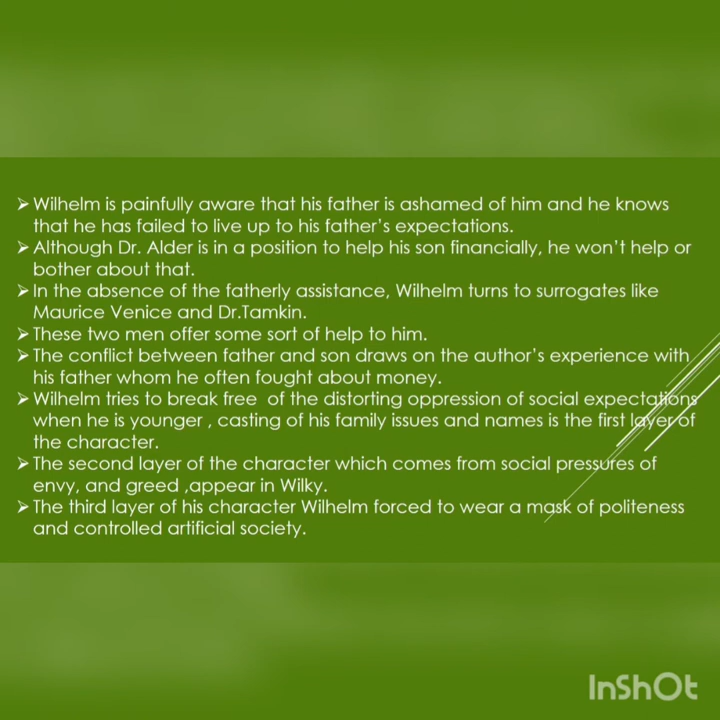 ➤ Wilhelm is painfully aware that his father is ashamed of him and he knows
that he has failed to live up to his father's expectations.
➤ Although Dr. Alder is in a position to help his son financially, he won't help or
bother about that.
➤ In the absence of the fatherly assistance, Wilhelm turns to surrogates like
Maurice Venice and Dr.Tamkin.
➤ These two men offer some sort of help to him.
➤ The conflict between father and son draws on the author's experience with
his father whom he often fought about money.
➤ Wilhelm tries to break free of the distorting oppression of social expectations
when he is younger , casting of his family issues and names is the first layer of
the character.
➤ The second layer of the character which comes from social pressures of
envy, and greed ,appear in Wilky.
➤ The third layer of his character Wilhelm forced to wear a mask of politeness
and controlled artificial society.
InShOt